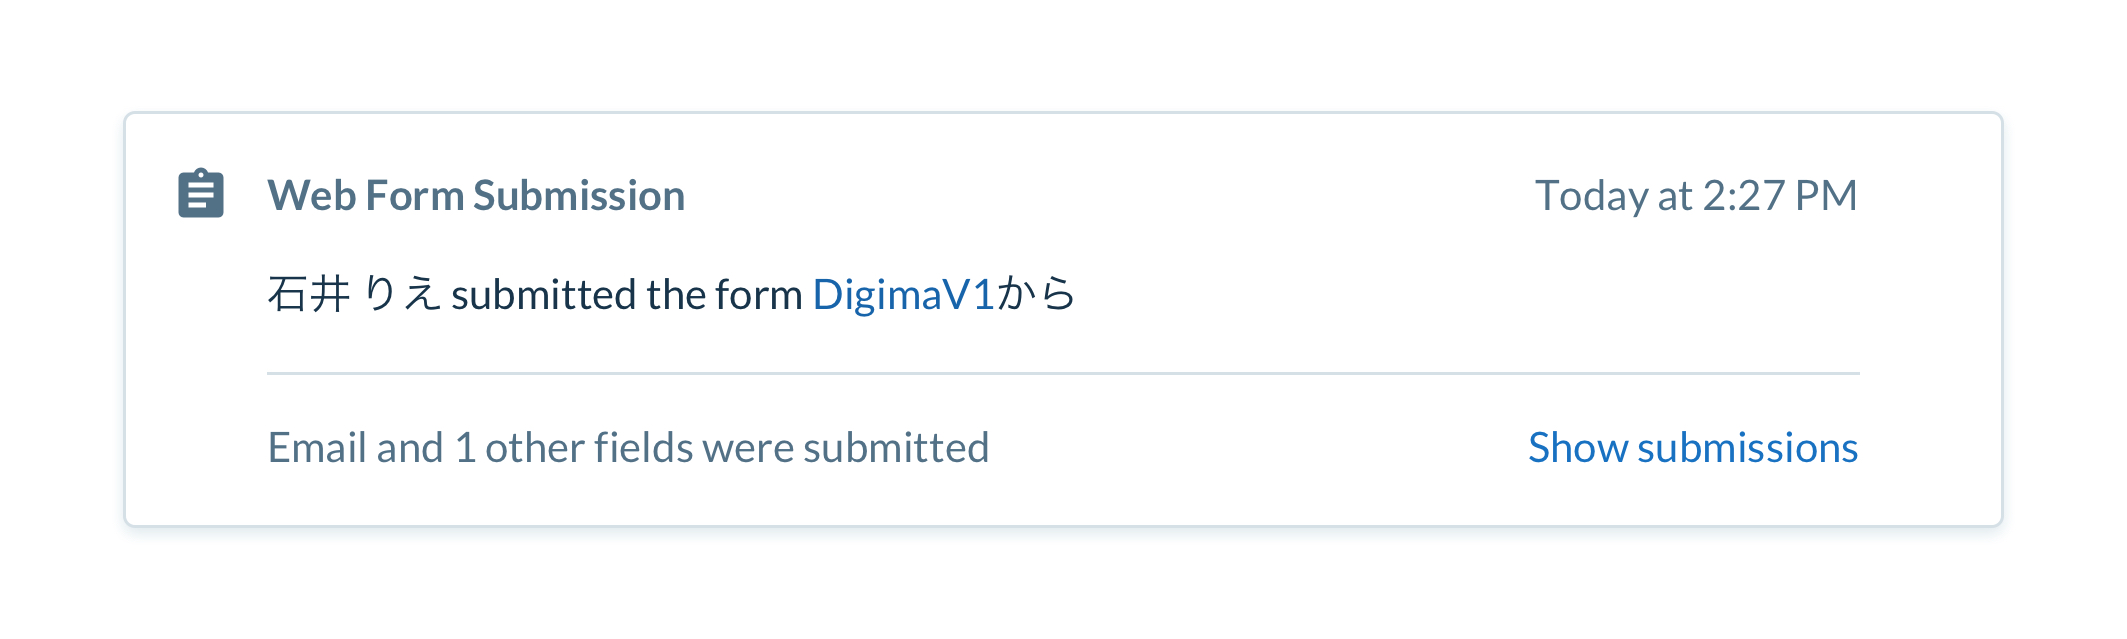 Web Form Submission Today at 2:27 PM
石井 りえ submitted the form DigimaV1から
Email and 1 other fields were submitted Show submissions